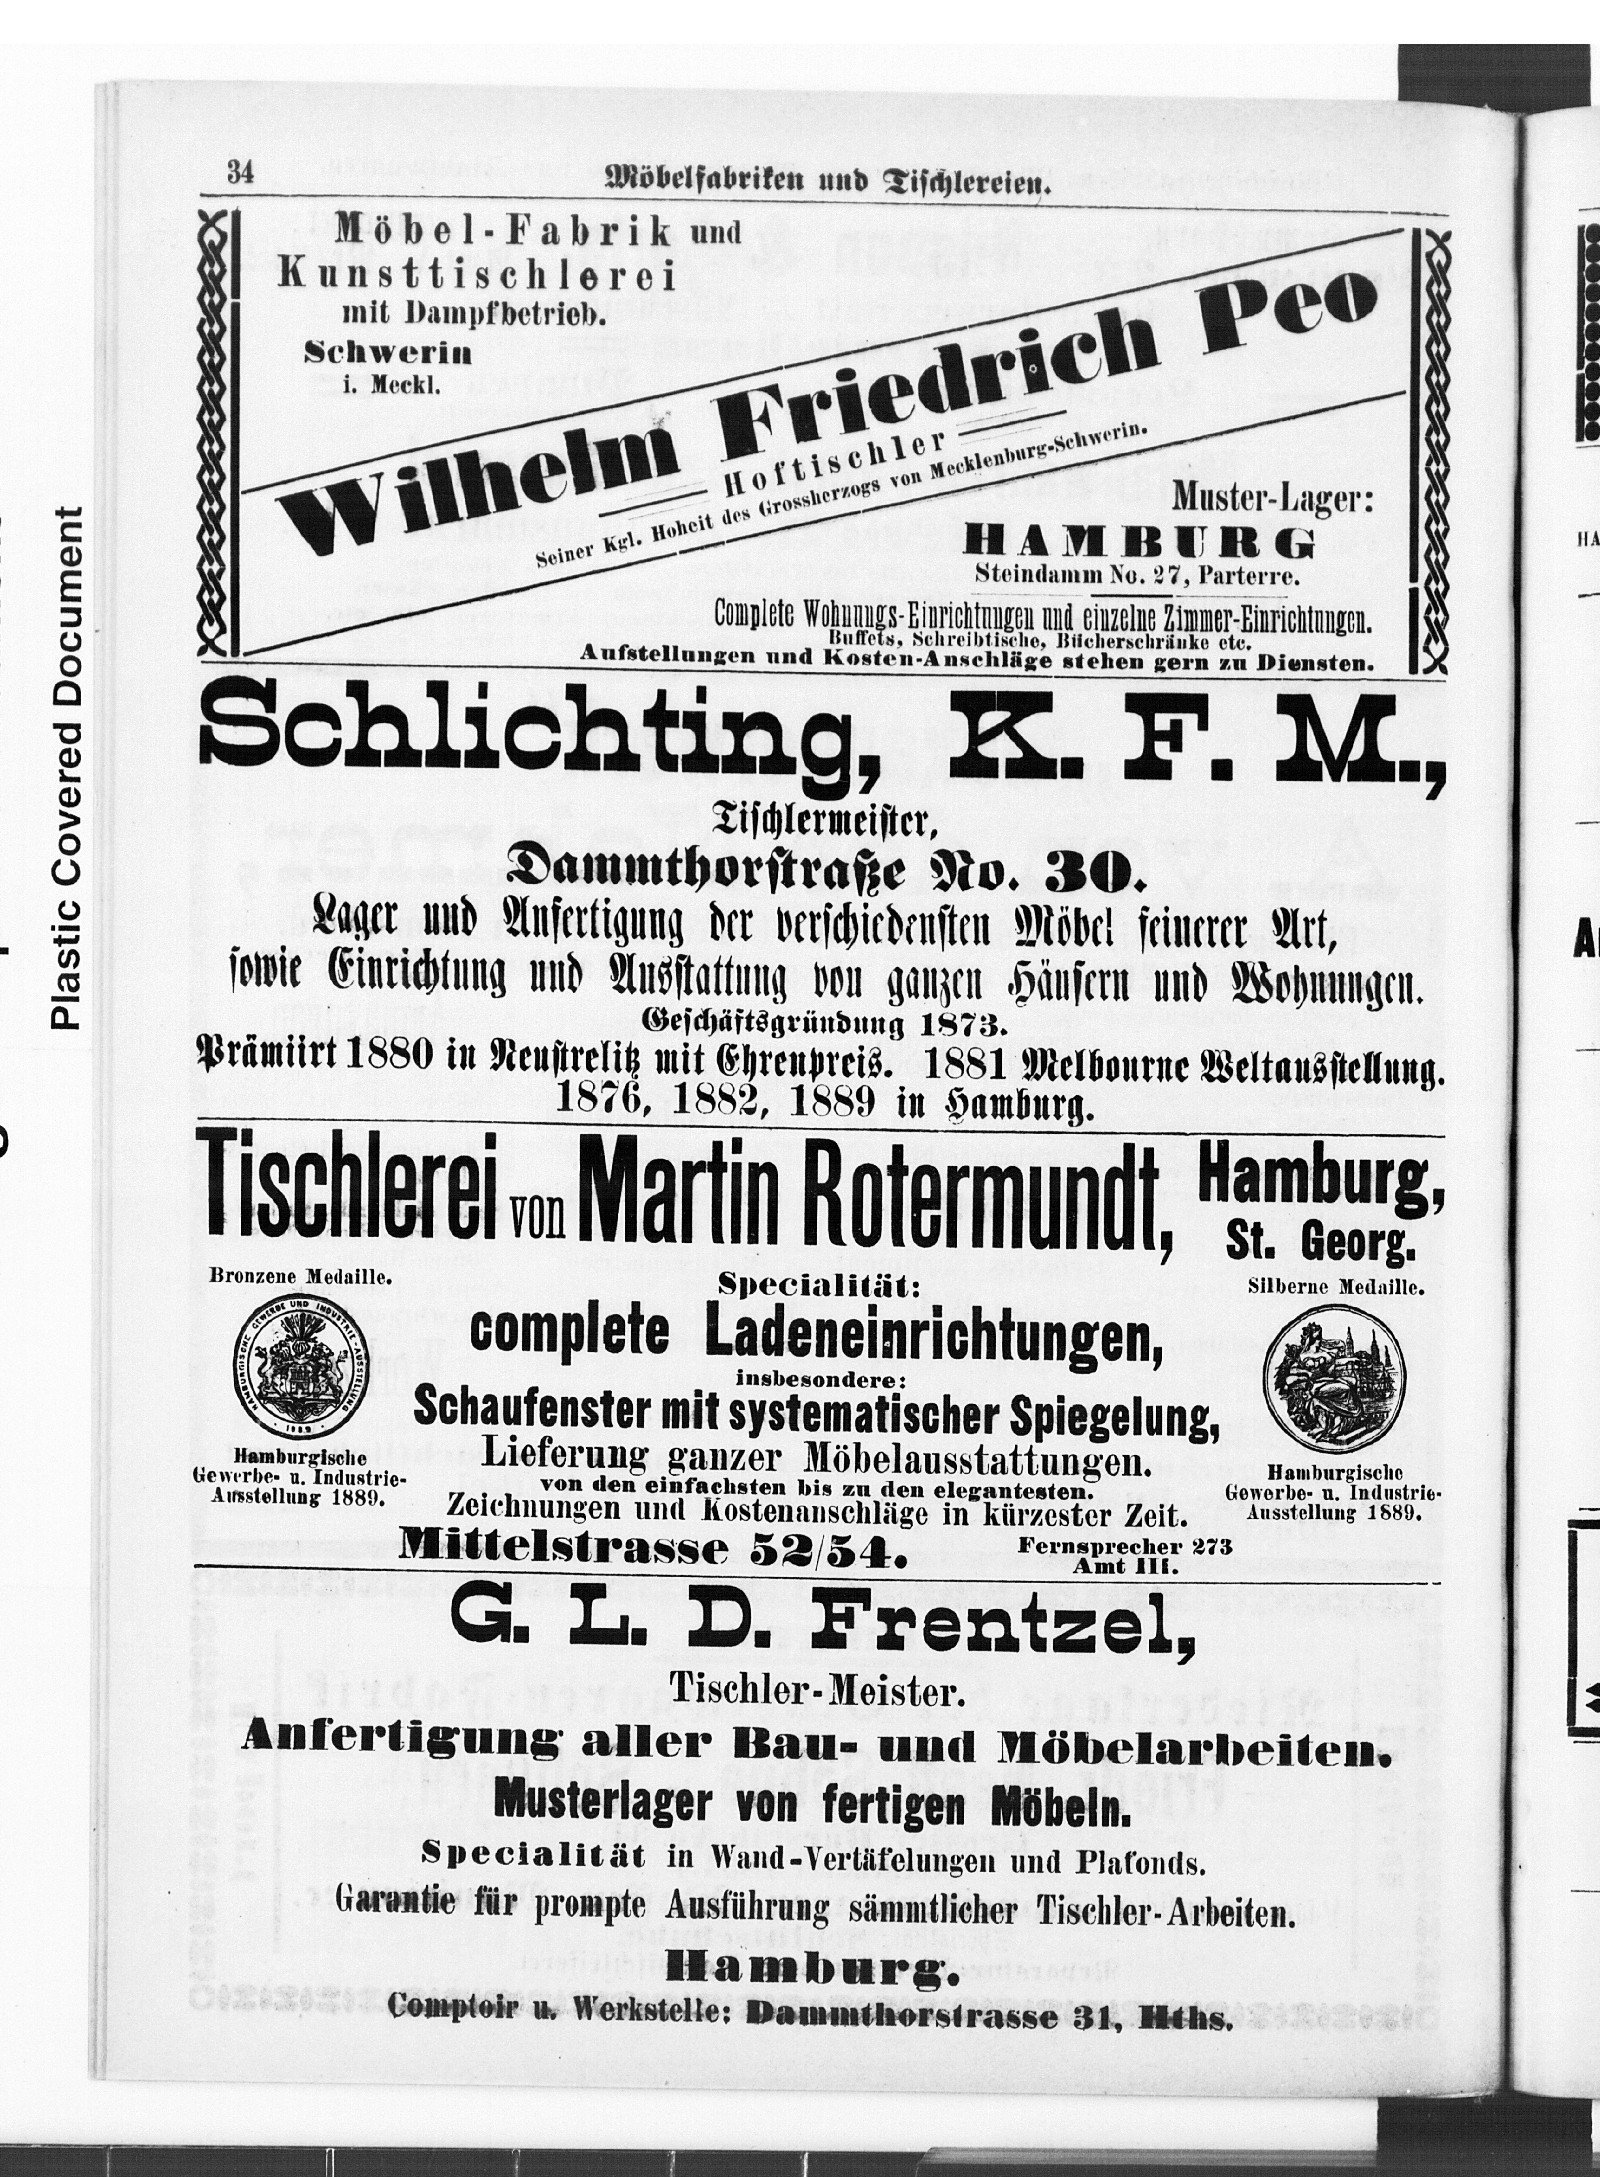 34
Möbelfabriken und Tischlereien.
Möbel-Fabrik und
Kunsttischlerei
mit Dampfbetrieb.
Schwerin
i. Meckl.
Wilhelm Friedrich Peo
Hoftischler
Seiner Kgl. Hoheit des Grossherzogs von Mecklenburg-Schwerin.
Muster-Lager:
HAMBURG
Steindamm No. 27, Parterre.
Complete Wohnungs-Einrichtungen und einzelne Zimmer-Einrichtungen.
Buffets, Schreibtische, Bücherschränke etc.
Aufstellungen und Kosten-Anschläge stehen gern zu Diensten.
Schlichting, K. F. M.,
Tischlermeister,
Dammthorstraße No. 30.
Lager und Anfertigung der verschiedensten Möbel feinerer Art,
sowie Einrichtung und Ausstattung von ganzen Häusern und Wohnungen.
Geschäftsgründung 1873.
Prämiirt 1880 in Neustrelitz mit Ehrenpreis. 1881 Melbourne Weltausstellung.
1876, 1882, 1889 in Hamburg.
Tischlerei von Martin Rotermundt, Hamburg,
St. Georg.
Bronzene Medaille.
HAMBURGISCHE GEWERBE UND INDUSTRIE-AUSSTELLUNG
1889
Hamburgische
Gewerbe- u. Industrie-
Ausstellung 1889.
Specialität:
complete Ladeneinrichtungen,
insbesondere:
Schaufenster mit systematischer Spiegelung,
Lieferung ganzer Möbelausstattungen.
von den einfachsten bis zu den elegantesten.
Zeichnungen und Kostenanschläge in kürzester Zeit.
Mittelstrasse 52/54.
Fernsprecher 273
Amt III.
Silberne Medaille.
Hamburgische
Gewerbe- u. Industrie-
Ausstellung 1889.
G. L. D. Frentzel,
Tischler-Meister.
Anfertigung aller Bau- und Möbelarbeiten.
Musterlager von fertigen Möbeln.
Specialität in Wand-Vertäfelungen und Plafonds.
Garantie für prompte Ausführung sämmtlicher Tischler-Arbeiten.
Hamburg.
Comptoir u. Werkstelle: Dammthorstrasse 31, Hths.
Plastic Covered Document
HA